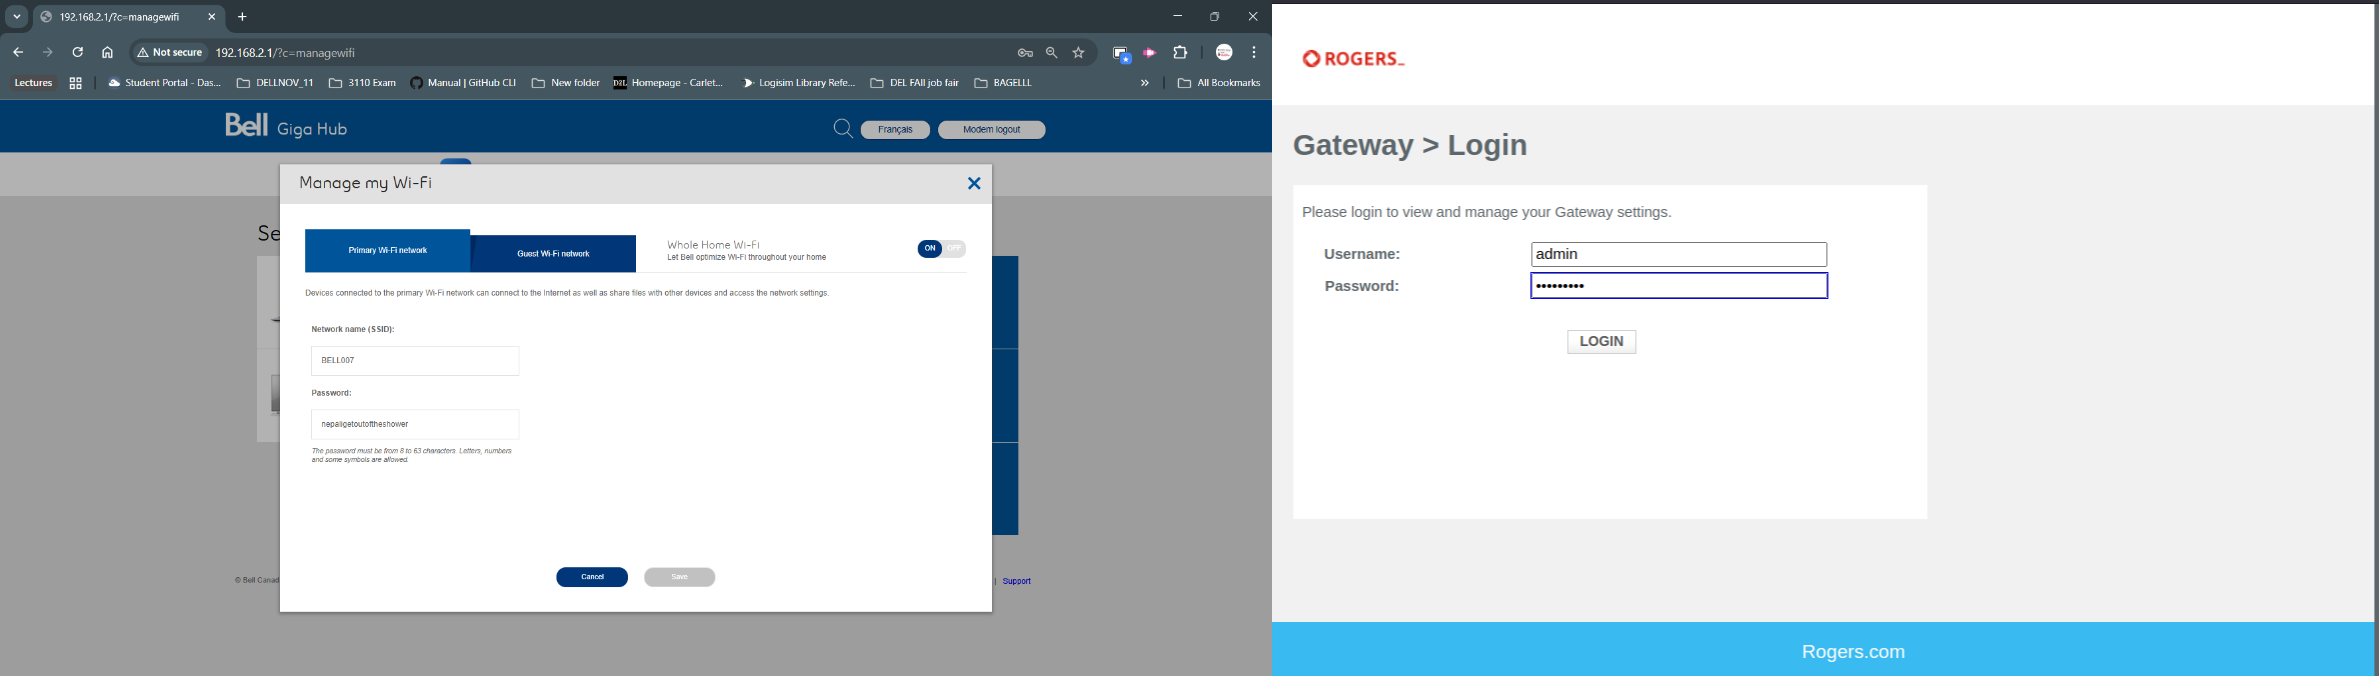 192.168.2.1/?c=managewifi
Not secure
192.168.2.1/?c=managewifi
Lectures
Student Portal - Das...
DELLNOV_11
3110 Exam
Manual | GitHub CLI
New folder
D2L
Homepage - Carlet...
Logisim Library Refe...
DEL FAll job fair
BAGELLL
»
All Bookmarks
Bell Giga Hub
Français
Modem logout
Manage my Wi-Fi
Se
Primary Wi-Fi network
Guest Wi-Fi network
Whole Home Wi-Fi
Let Bell optimize Wi-Fi throughout your home
ON OFF
Devices connected to the primary Wi-Fi network can connect to the Internet as well as share files with other devices and access the network settings.
Network name (SSID):
BELL007
Password:
nepaligetoutoftheshower
The password must be from 8 to 63 characters. Letters, numbers
and some symbols are allowed.
Cancel
Save
© Bell Canad
| Support
ROGERS_
Gateway > Login
Please login to view and manage your Gateway settings.
Username:
admin
Password:
•••••••••
LOGIN
Rogers.com